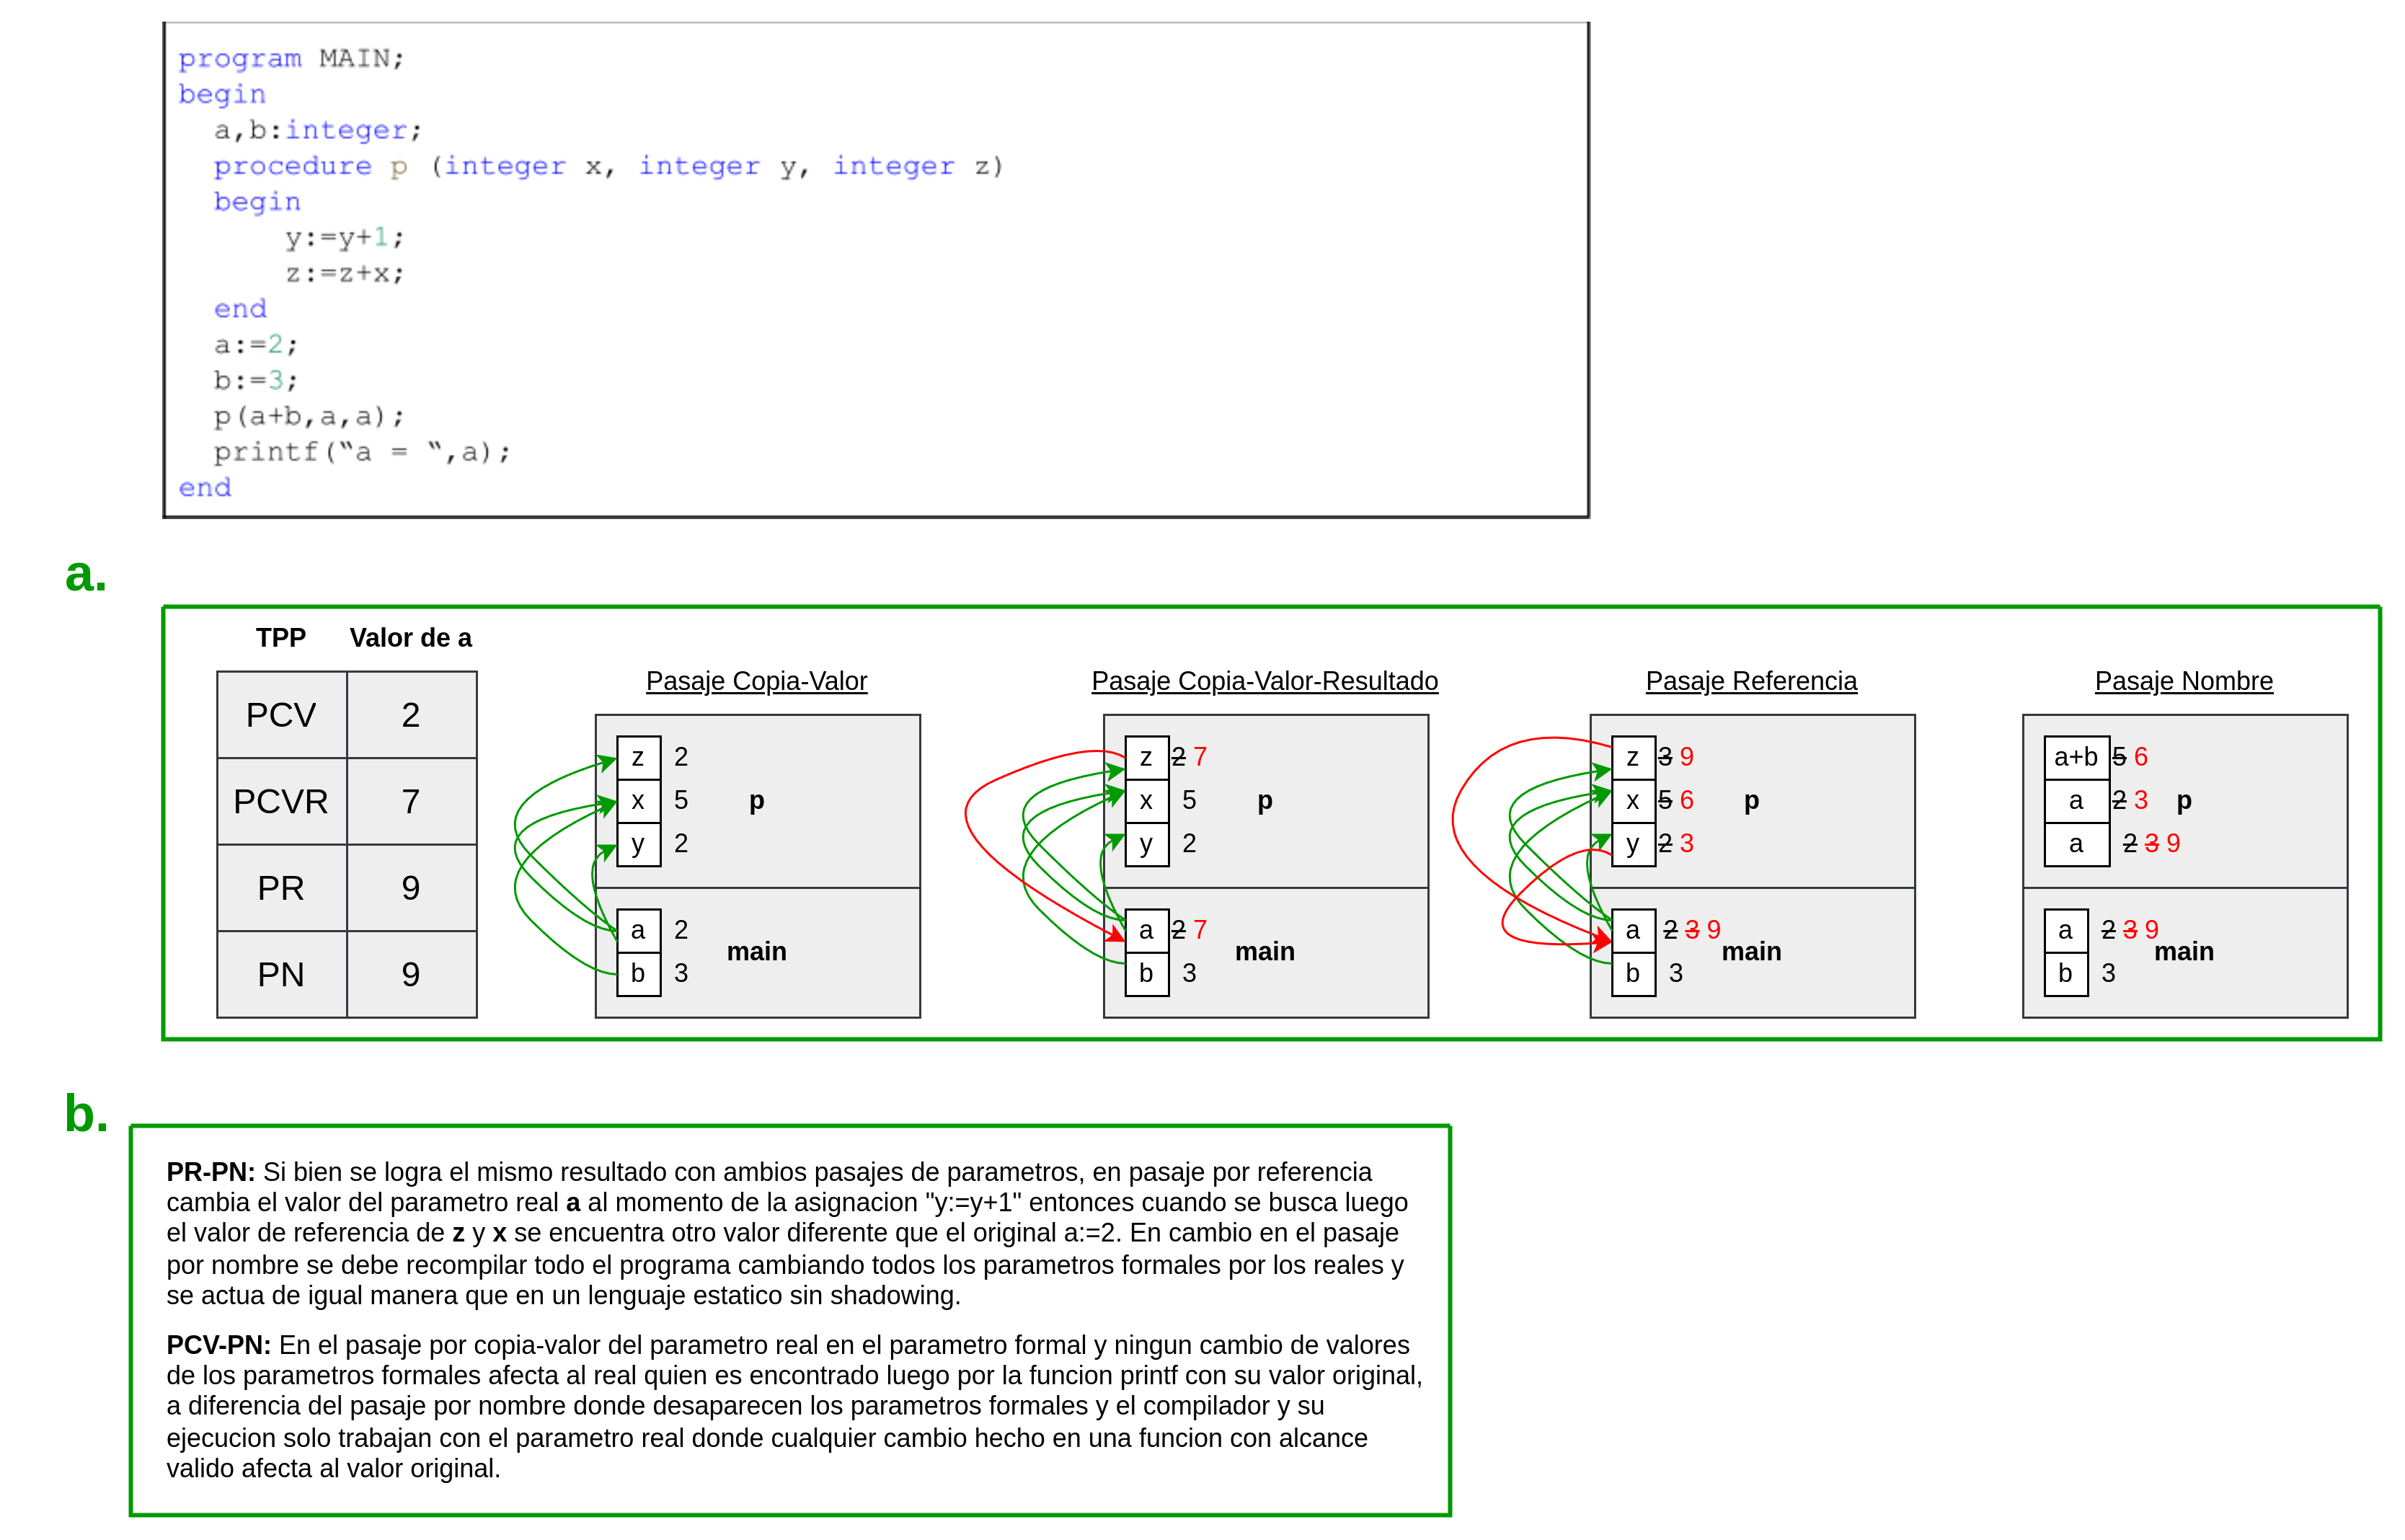 program MAIN;
begin
a,b:integer;
procedure p (integer x, integer y, integer z)
begin
y:=y+1;
z:=z+x;
end
a:=2;
b:=3;
p(a+b,a,a);
printf(“a = “,a);
end
a.
TPP Valor de a
PCV 2
PCVR 7
PR 9
PN 9
Pasaje Copia-Valor
z 2
x 5 p
y 2
a 2
main
b 3
Pasaje Copia-Valor-Resultado
z 2 7
x 5 p
y 2
a 2 7
main
b 3
Pasaje Referencia
z 3 9
x 5 6 p
y 2 3
a 2 3 9
main
b 3
Pasaje Nombre
a+b 5 6
a 2 3 p
a 2 3 9
a 2 3 9
main
b 3
b.
PR-PN: Si bien se logra el mismo resultado con ambios pasajes de parametros, en pasaje por referencia
cambia el valor del parametro real a al momento de la asignacion "y:=y+1" entonces cuando se busca luego
el valor de referencia de z y x se encuentra otro valor diferente que el original a:=2. En cambio en el pasaje
por nombre se debe recompilar todo el programa cambiando todos los parametros formales por los reales y
se actua de igual manera que en un lenguaje estatico sin shadowing.
PCV-PN: En el pasaje por copia-valor del parametro real en el parametro formal y ningun cambio de valores
de los parametros formales afecta al real quien es encontrado luego por la funcion printf con su valor original,
a diferencia del pasaje por nombre donde desaparecen los parametros formales y el compilador y su
ejecucion solo trabajan con el parametro real donde cualquier cambio hecho en una funcion con alcance
valido afecta al valor original.